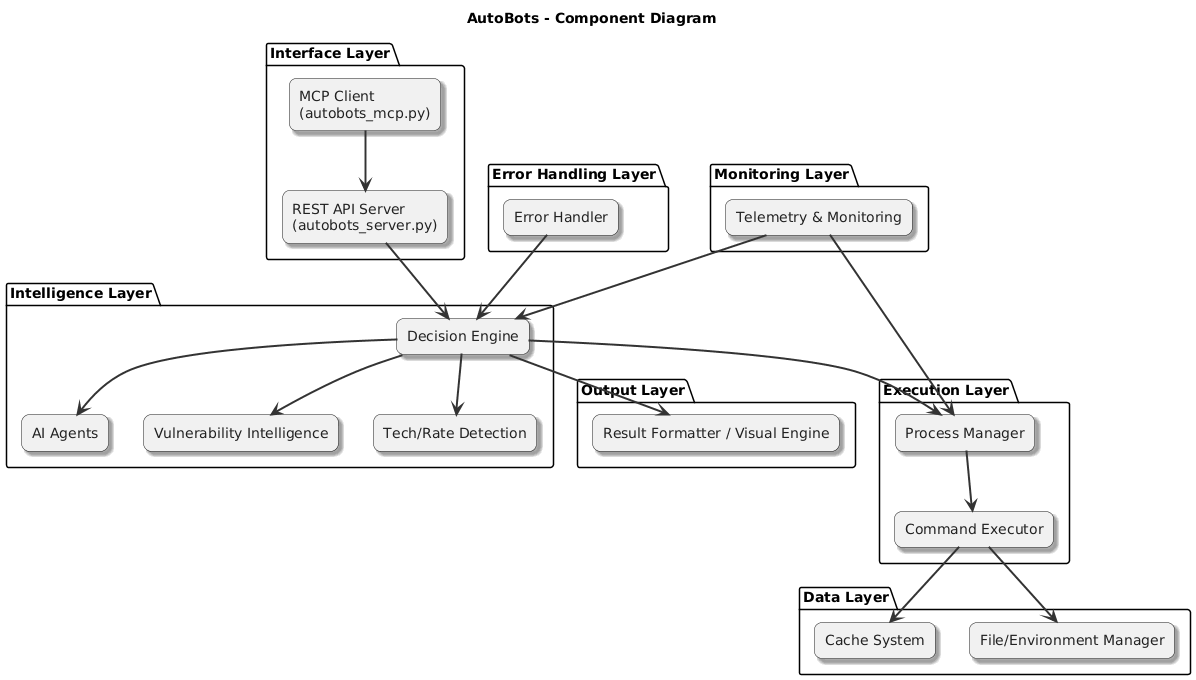 AutoBots - Component Diagram
Interface Layer
MCP Client
(autobots_mcp.py)
REST API Server
(autobots_server.py)
Error Handling Layer
Error Handler
Monitoring Layer
Telemetry & Monitoring
Intelligence Layer
Decision Engine
AI Agents
Vulnerability Intelligence
Tech/Rate Detection
Output Layer
Result Formatter / Visual Engine
Execution Layer
Process Manager
Command Executor
Data Layer
Cache System
File/Environment Manager